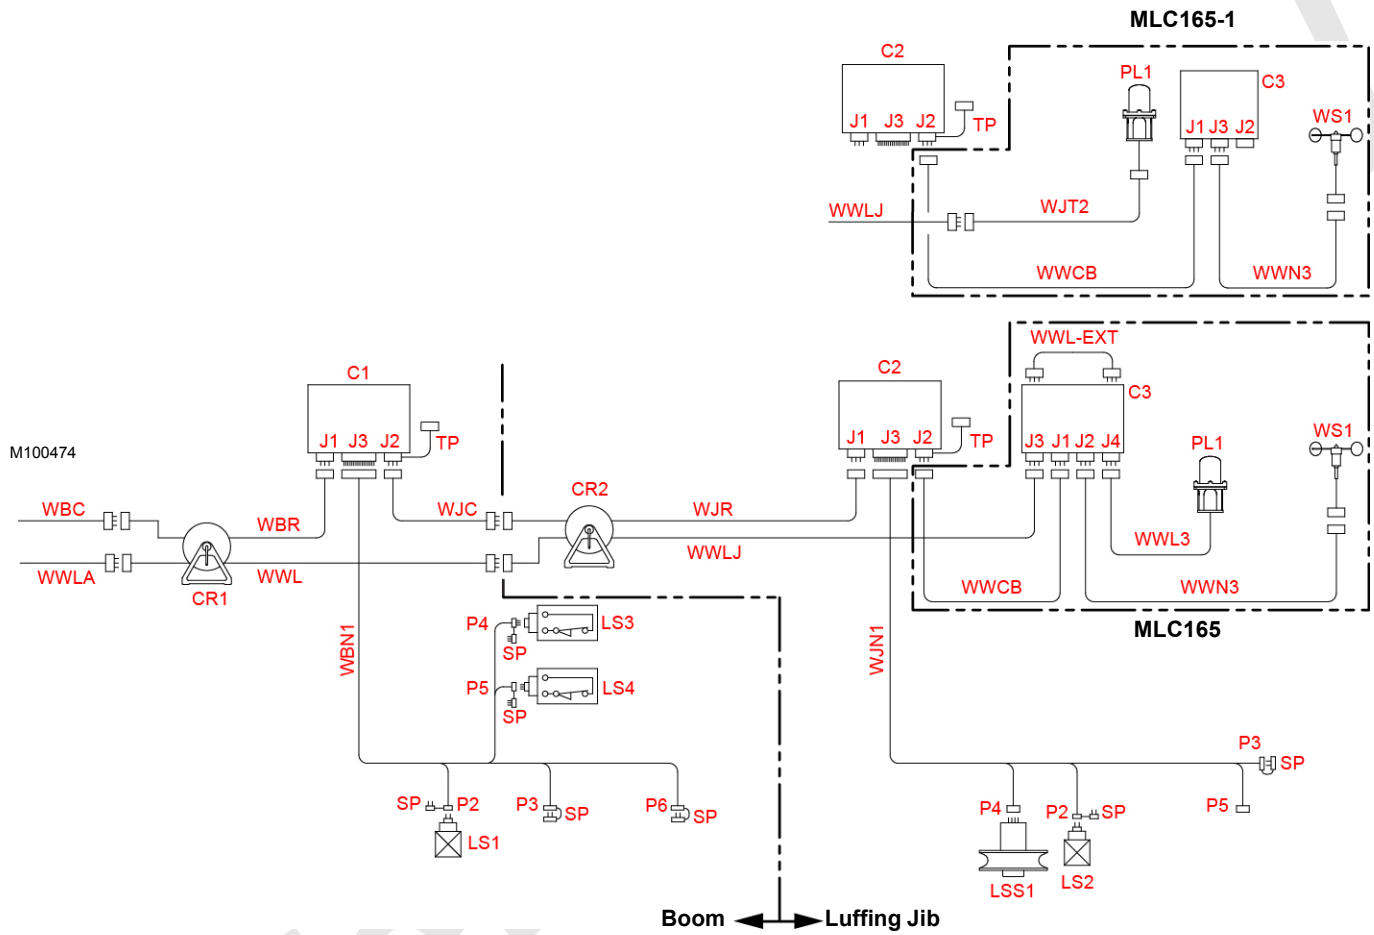 MLC165-1
C2
PL1
C3
J1 J3 J2
TP
WS1
J1 J3 J2
WWLJ
WJT2
WWCB
WWN3
WWL-EXT
C1
C2
C3
J1 J3 J2
TP
J1 J3 J2
TP
J3 J1 J2 J4
PL1
WS1
M100474
WBC
WBR
WJC
CR2
WJR
WWLJ
WWL3
WWLA
CR1
WWL
WWCB
WWN3
MLC165
WBN1
P4
SP
LS3
WJN1
P5
SP
LS4
P3
SP
SP
P2
LS1
P3
SP
P6
SP
P4
LSS1
P2
SP
LS2
P5
Boom
Luffing Jib